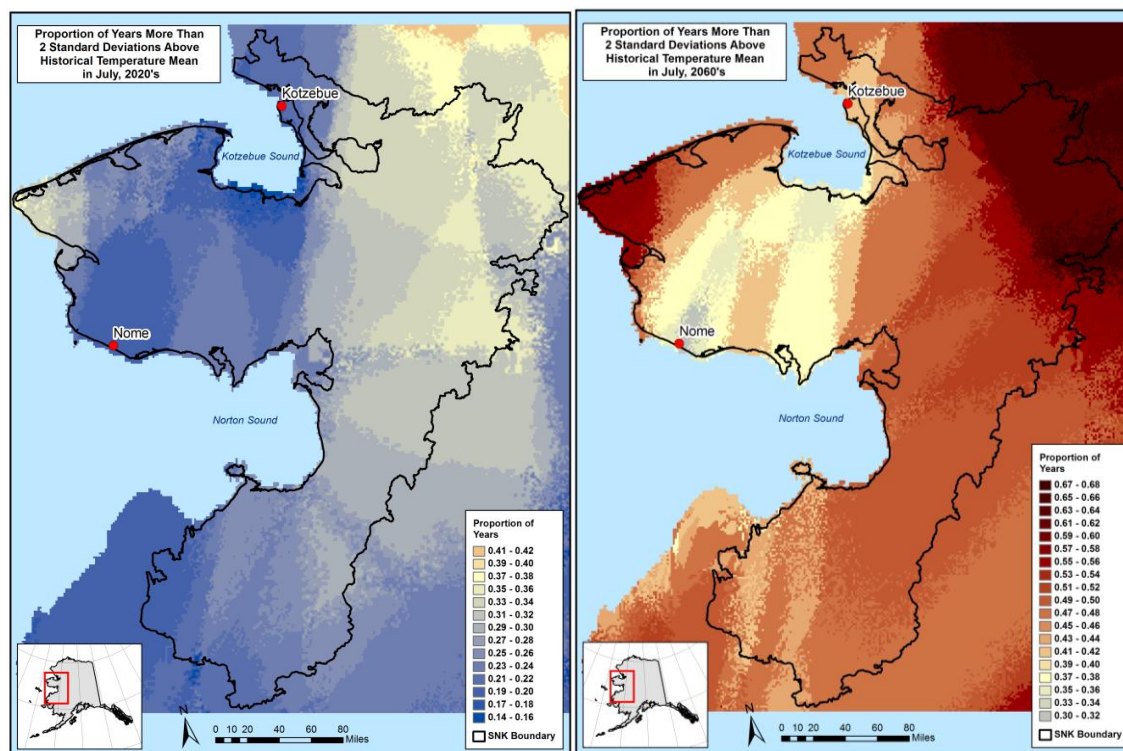 Proportion of Years More Than
2 Standard Deviations Above
Historical Temperature Mean
in July, 2020's
Kotzebue
Kotzebue Sound
Nome
Norton Sound
Proportion of
Years
0.41 - 0.42
0.39 - 0.40
0.37 - 0.38
0.35 - 0.36
0.33 - 0.34
0.31 - 0.32
0.29 - 0.30
0.27 - 0.28
0.25 - 0.26
0.23 - 0.24
0.21 - 0.22
0.19 - 0.20
0.17 - 0.18
0.14 - 0.16
SNK Boundary
N
0 10 20 40 60 80
Miles
Proportion of Years More Than
2 Standard Deviations Above
Historical Temperature Mean
in July, 2060's
Kotzebue
Kotzebue Sound
Nome
Norton Sound
Proportion of
Years
0.67 - 0.68
0.65 - 0.66
0.63 - 0.64
0.61 - 0.62
0.59 - 0.60
0.57 - 0.58
0.55 - 0.56
0.53 - 0.54
0.51 - 0.52
0.49 - 0.50
0.47 - 0.48
0.45 - 0.46
0.43 - 0.44
0.41 - 0.42
0.39 - 0.40
0.37 - 0.38
0.35 - 0.36
0.33 - 0.34
0.30 - 0.32
SNK Boundary
N
0 10 20 40 60 80
Miles